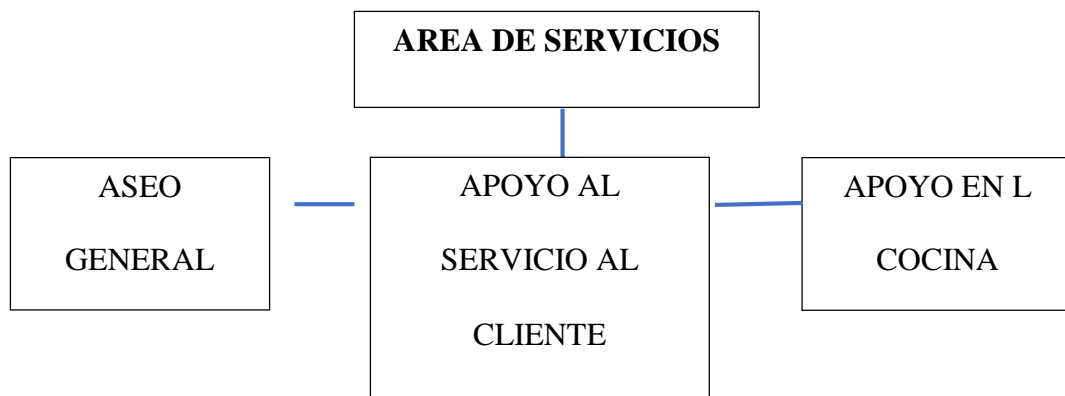 AREA DE SERVICIOS
ASEO
GENERAL
APOYO AL
SERVICIO AL
CLIENTE
APOYO EN L
COCINA